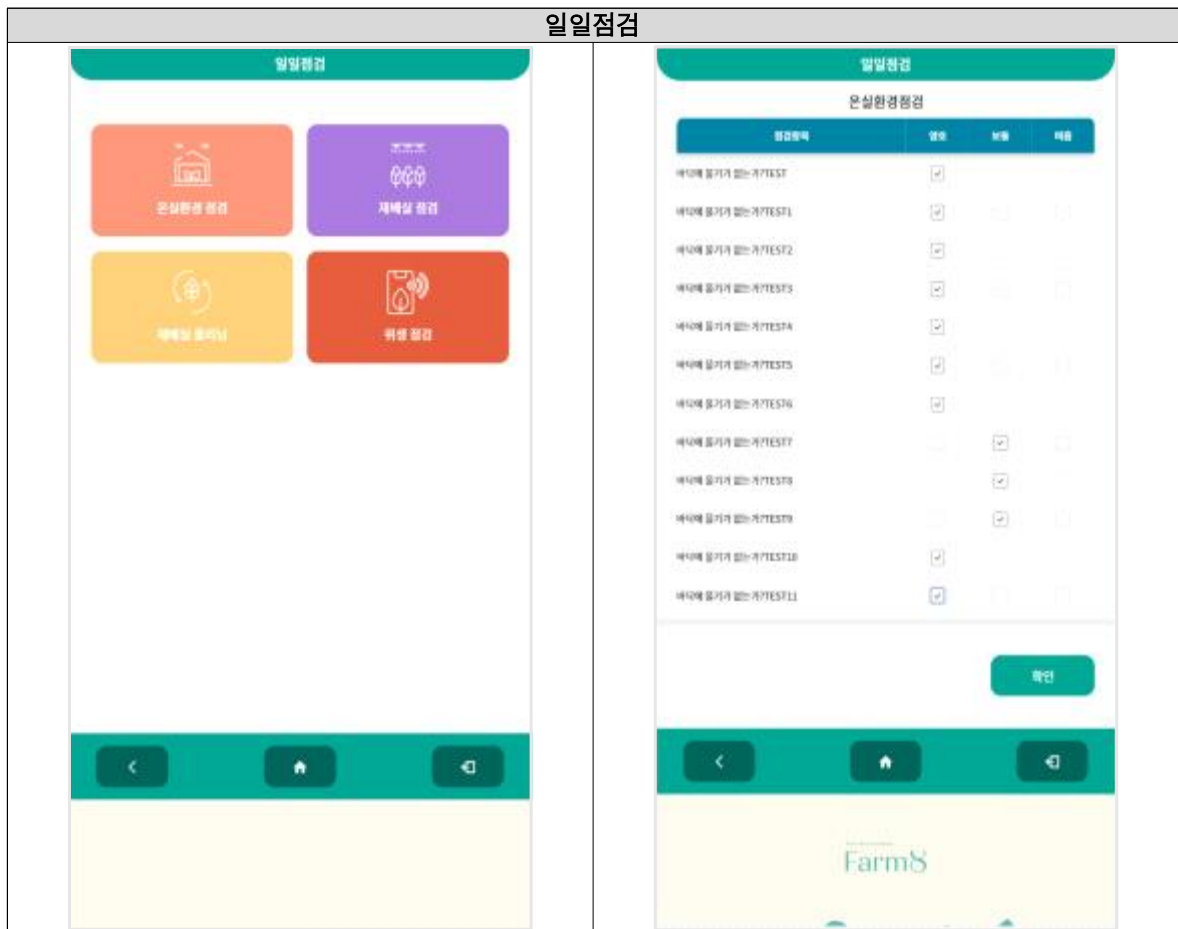 일일점검
일일점검
온실환경 점검
재배실 점검
재배실 클리닝
위생 점검
일일점검
온실환경점검
점검항목 양호 보통 미흡
바닥에 물기가 없는가?TEST
바닥에 물기가 없는가?TEST1
바닥에 물기가 없는가?TEST2
바닥에 물기가 없는가?TEST3
바닥에 물기가 없는가?TEST4
바닥에 물기가 없는가?TEST5
바닥에 물기가 없는가?TEST6
바닥에 물기가 없는가?TEST7
바닥에 물기가 없는가?TEST8
바닥에 물기가 없는가?TEST9
바닥에 물기가 없는가?TEST10
바닥에 물기가 없는가?TEST11
확인
Farm8